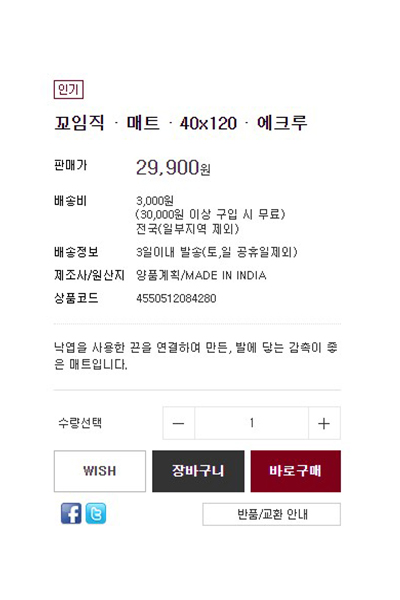 인기
꼬임직 · 매트 · 40x120 · 에크루
판매가 29,900원
배송비 3,000원
(30,000원 이상 구입 시 무료)
전국(일부지역 제외)
배송정보 3일이내 발송(토,일 공휴일제외)
제조사/원산지 양품계획/MADE IN INDIA
상품코드 4550512084280
낙엽을 사용한 끈을 연결하여 만든, 발에 닿는 감촉이 좋
은 매트입니다.
수량선택 − 1 +
WISH 장바구니 바로구매
반품/교환 안내